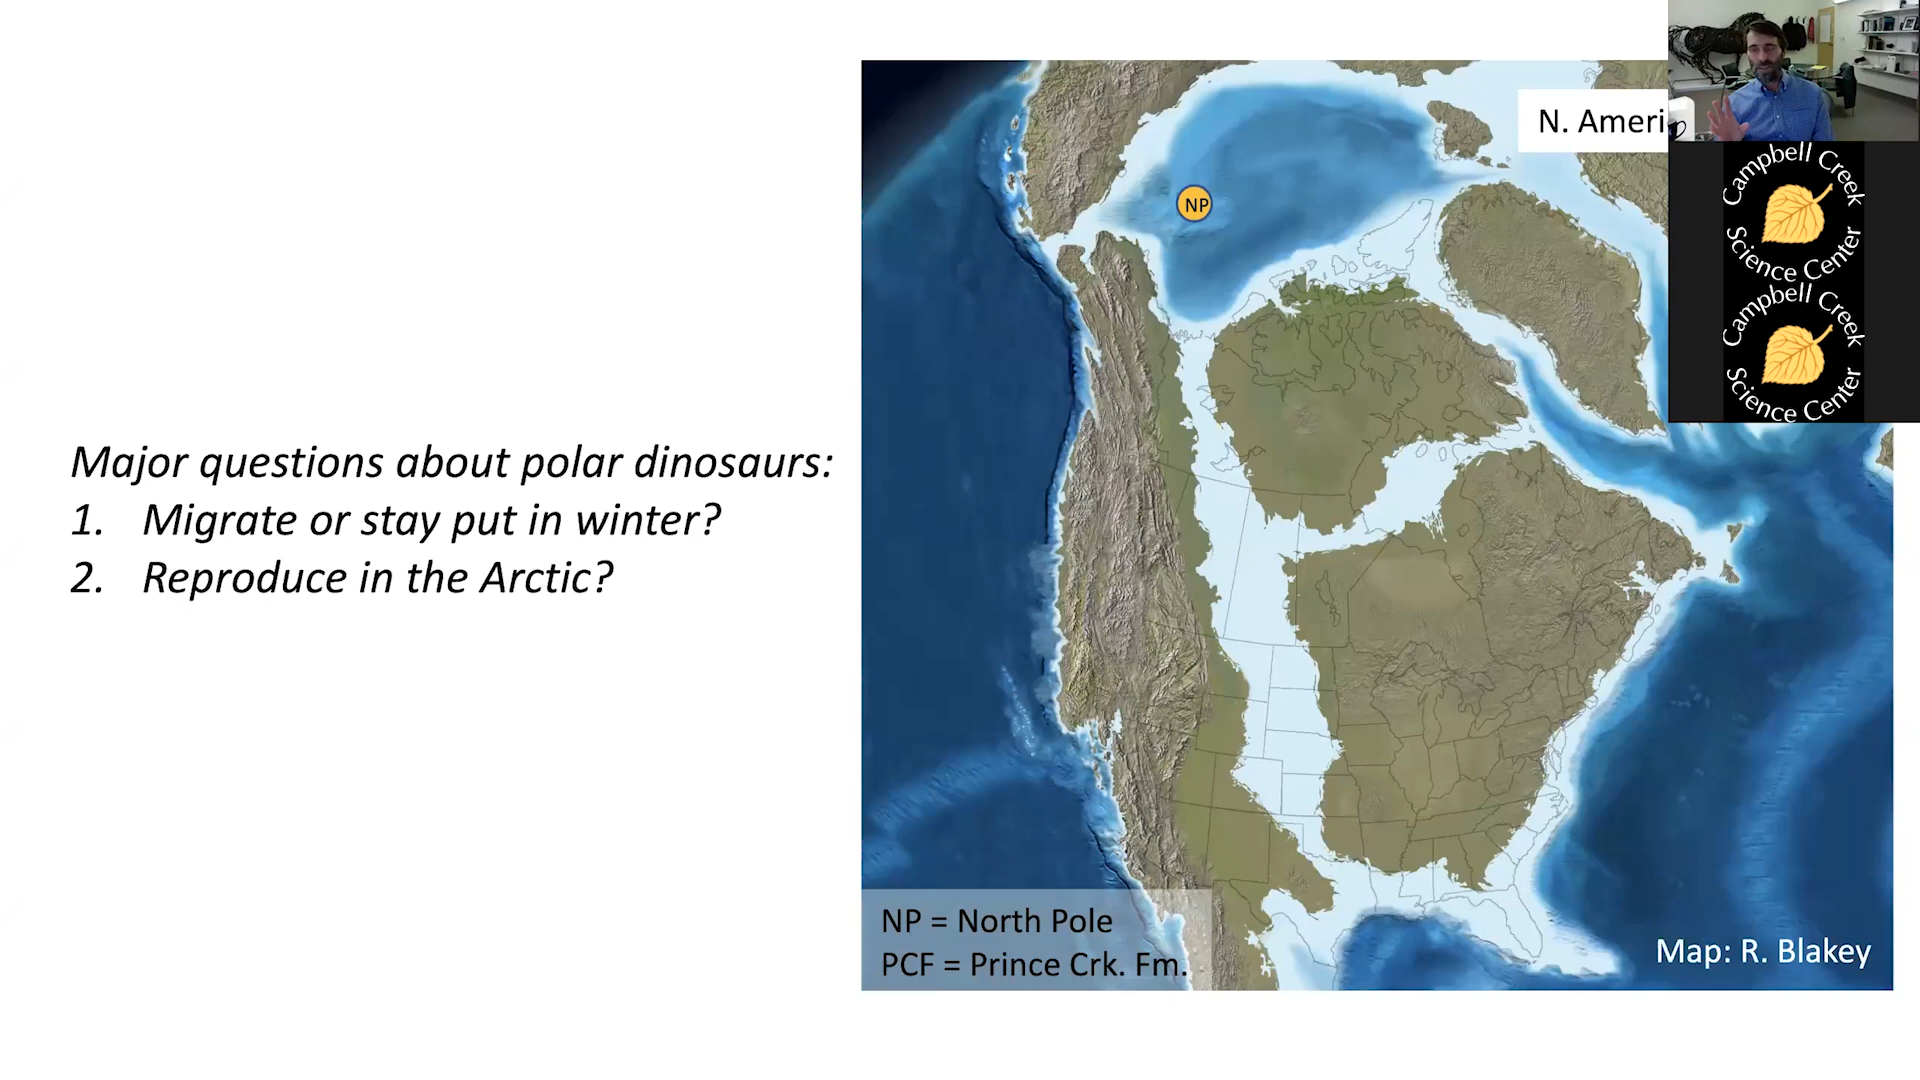 Major questions about polar dinosaurs:
1. Migrate or stay put in winter?
2. Reproduce in the Arctic?
N. Ameri
NP
NP = North Pole
PCF = Prince Crk. Fm.
Map: R. Blakey
Campbell Creek
Science Center
Campbell Creek
Science Center